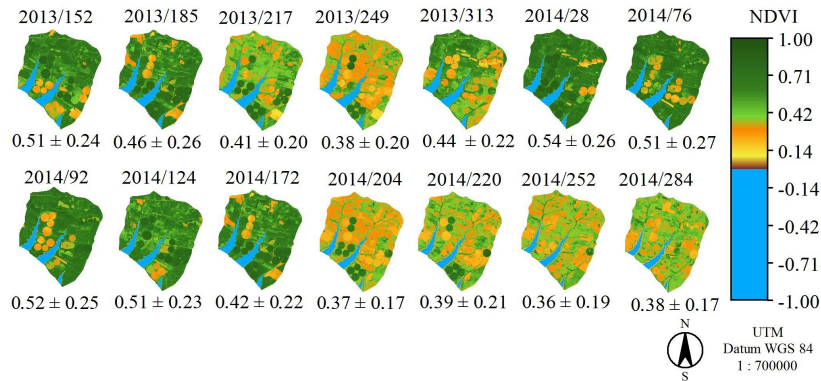 2013/152 2013/185 2013/217 2013/249 2013/313 2014/28 2014/76 NDVI
0.51 ± 0.24 0.46 ± 0.26 0.41 ± 0.20 0.38 ± 0.20 0.44 ± 0.22 0.54 ± 0.26 0.51 ± 0.27
2014/92 2014/124 2014/172 2014/204 2014/220 2014/252 2014/284
0.52 ± 0.25 0.51 ± 0.23 0.42 ± 0.22 0.37 ± 0.17 0.39 ± 0.21 0.36 ± 0.19 0.38 ± 0.17
1.00
0.71
0.42
0.14
-0.14
-0.42
-0.71
-1.00
N
S
UTM
Datum WGS 84
1 : 700000